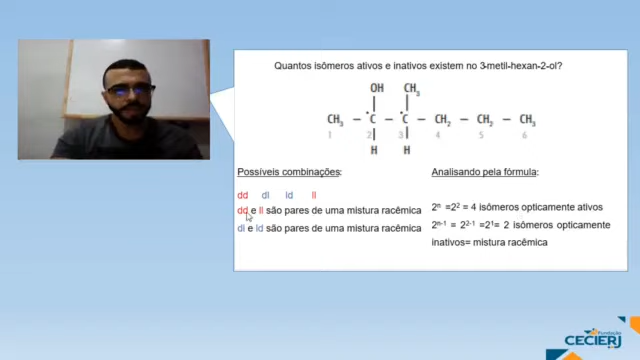 Quantos isômeros ativos e inativos existem no 3-metil-hexan-2-ol?
OH CH₃
CH₃ – C – C – CH₂ – CH₂ – CH₃
1 2 3 4 5 6
H H
Possíveis combinações:
dd dl ld ll
dd e ll são pares de uma mistura racêmica
dl e ld são pares de uma mistura racêmica
Analisando pela fórmula:
2ⁿ =2² = 4 isômeros opticamente ativos
2ⁿ⁻¹ = 2²⁻¹ =2¹= 2 isômeros opticamente
inativos= mistura racêmica
Fundação
CECIERJ